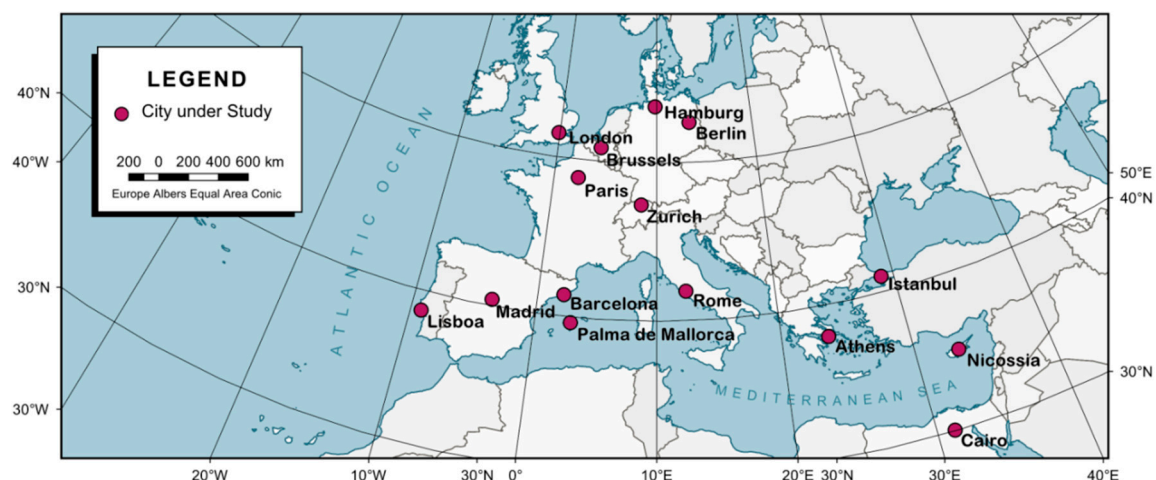 LEGEND
City under Study
200 0 200 400 600 km
Europe Albers Equal Area Conic
40°N
40°W
30°N
30°W
ATLANTIC OCEAN
Hamburg
Berlin
London
Brussels
Paris
Zurich
50°E
40°N
Istanbul
Barcelona
Rome
Madrid
Lisboa
Palma de Mallorca
Athens
Nicossia
30°N
MEDITERRANEAN SEA
Cairo
20°W
10°W
30°N
0°
10°E
20°E
30°N
30°E
40°E